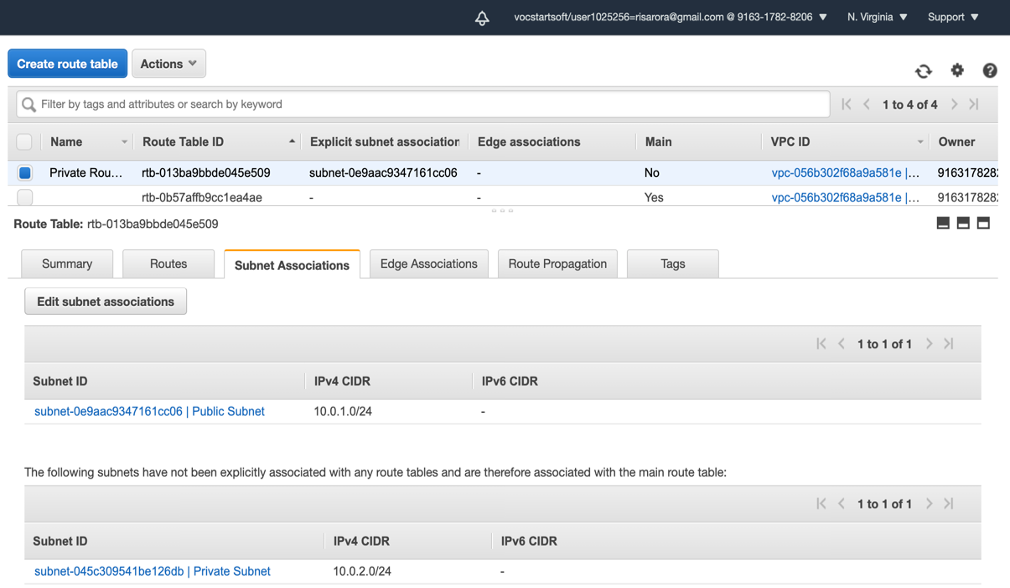 vocstartsoft/user1025256=risarora@gmail.com @ 9163-1782-8206 N. Virginia Support
Create route table Actions
Filter by tags and attributes or search by keyword 1 to 4 of 4
Name Route Table ID Explicit subnet association Edge associations Main VPC ID Owner
Private Rou... rtb-013ba9bbde045e509 subnet-0e9aac9347161cc06 - No vpc-056b302f68a9a581e |... 9163178282
rtb-0b57affb9cc1ea4ae - - Yes vpc-056b302f68a9a581e |... 916317828
Route Table: rtb-013ba9bbde045e509
Summary Routes Subnet Associations Edge Associations Route Propagation Tags
Edit subnet associations
1 to 1 of 1
Subnet ID IPv4 CIDR IPv6 CIDR
subnet-0e9aac9347161cc06 | Public Subnet 10.0.1.0/24 -
The following subnets have not been explicitly associated with any route tables and are therefore associated with the main route table:
1 to 1 of 1
Subnet ID IPv4 CIDR IPv6 CIDR
subnet-045c309541be126db | Private Subnet 10.0.2.0/24 -